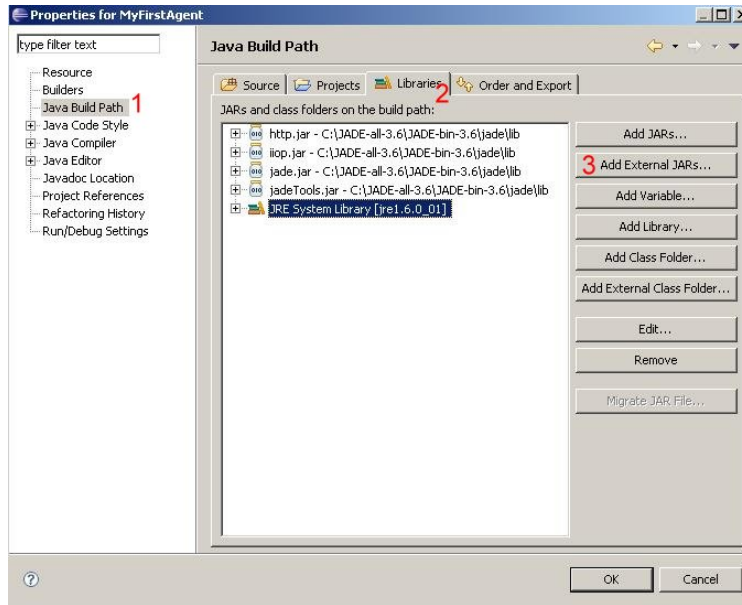 Properties for MyFirstAgent
type filter text
Resource
Builders
Java Build Path 1
Java Code Style
Java Compiler
Java Editor
Javadoc Location
Project References
Refactoring History
Run/Debug Settings
Java Build Path
Source Projects Libraries 2 Order and Export
JARs and class folders on the build path:
http.jar - C:\JADE-all-3.6\JADE-bin-3.6\jade\lib
iiop.jar - C:\JADE-all-3.6\JADE-bin-3.6\jade\lib
jade.jar - C:\JADE-all-3.6\JADE-bin-3.6\jade\lib
jadeTools.jar - C:\JADE-all-3.6\JADE-bin-3.6\jade\lib
JRE System Library [jre1.6.0_01]
Add JARs...
3 Add External JARs...
Add Variable...
Add Library...
Add Class Folder...
Add External Class Folder...
Edit...
Remove
Migrate JAR File...
OK Cancel